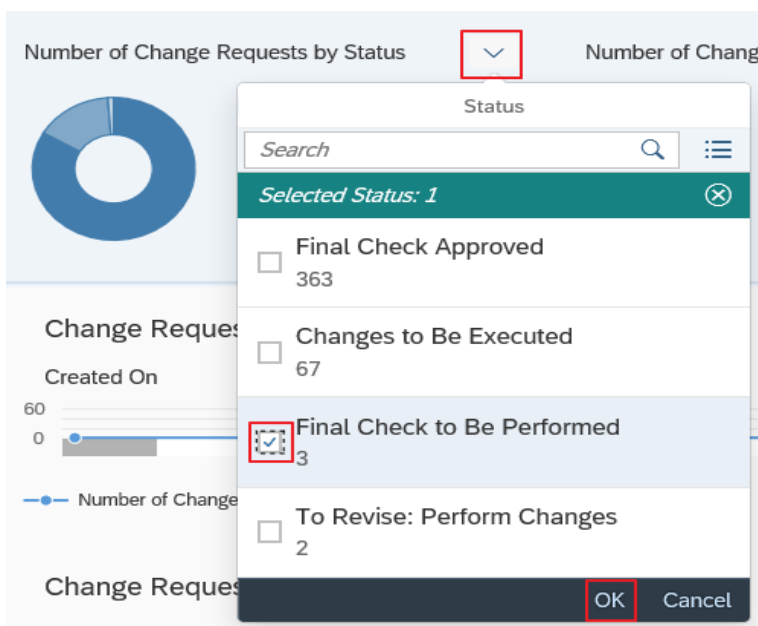 Number of Change Requests by Status
Number of Chang
Status
Search
Selected Status: 1
Final Check Approved
363
Changes to Be Executed
67
Final Check to Be Performed
3
To Revise: Perform Changes
2
OK Cancel
Change Reques
Created On
60
0
Number of Change
Change Reques